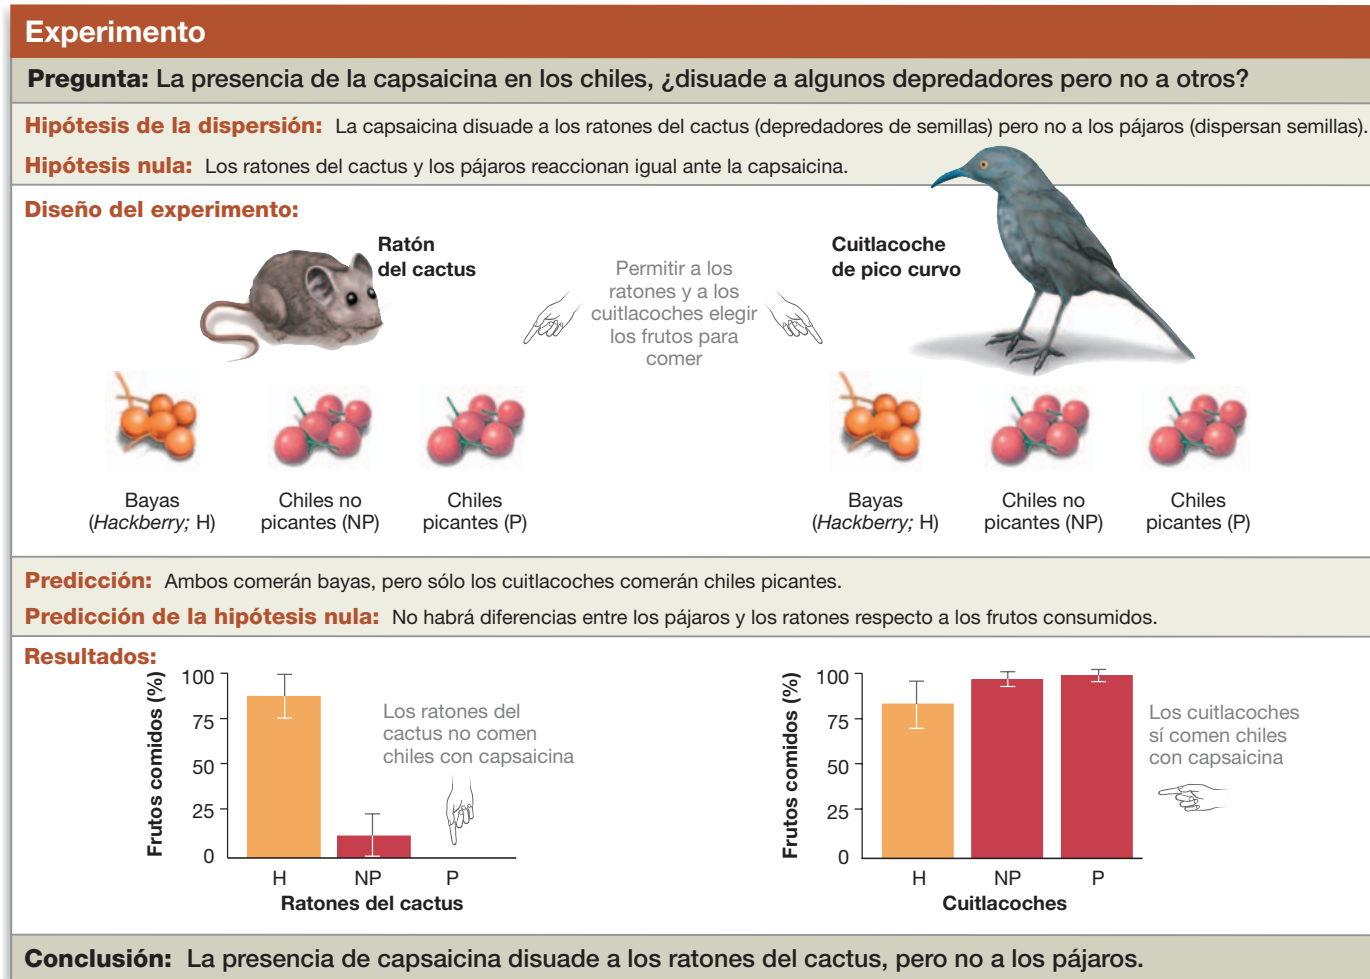 Experimento
Pregunta: La presencia de la capsaicina en los chiles, ¿disuade a algunos depredadores pero no a otros?
Hipótesis de la dispersión: La capsaicina disuade a los ratones del cactus (depredadores de semillas) pero no a los pájaros (dispersan semillas).
Hipótesis nula: Los ratones del cactus y los pájaros reaccionan igual ante la capsaicina.
Diseño del experimento:
Ratón
del cactus
Permitir a los
ratones y a los
cuitlacoches elegir
los frutos para
comer
Cuitlacoche
de pico curvo
Bayas
(Hackberry; H)
Chiles no
picantes (NP)
Chiles
picantes (P)
Bayas
(Hackberry; H)
Chiles no
picantes (NP)
Chiles
picantes (P)
Predicción: Ambos comerán bayas, pero sólo los cuitlacoches comerán chiles picantes.
Predicción de la hipótesis nula: No habrá diferencias entre los pájaros y los ratones respecto a los frutos consumidos.
Resultados:
Frutos comidos (%)
100
75
50
25
0
H NP P
Ratones del cactus
Los ratones del
cactus no comen
chiles con capsaicina
Frutos comidos (%)
100
75
50
25
0
H NP P
Cuitlacoches
Los cuitlacoches
sí comen chiles
con capsaicina
Conclusión: La presencia de capsaicina disuade a los ratones del cactus, pero no a los pájaros.